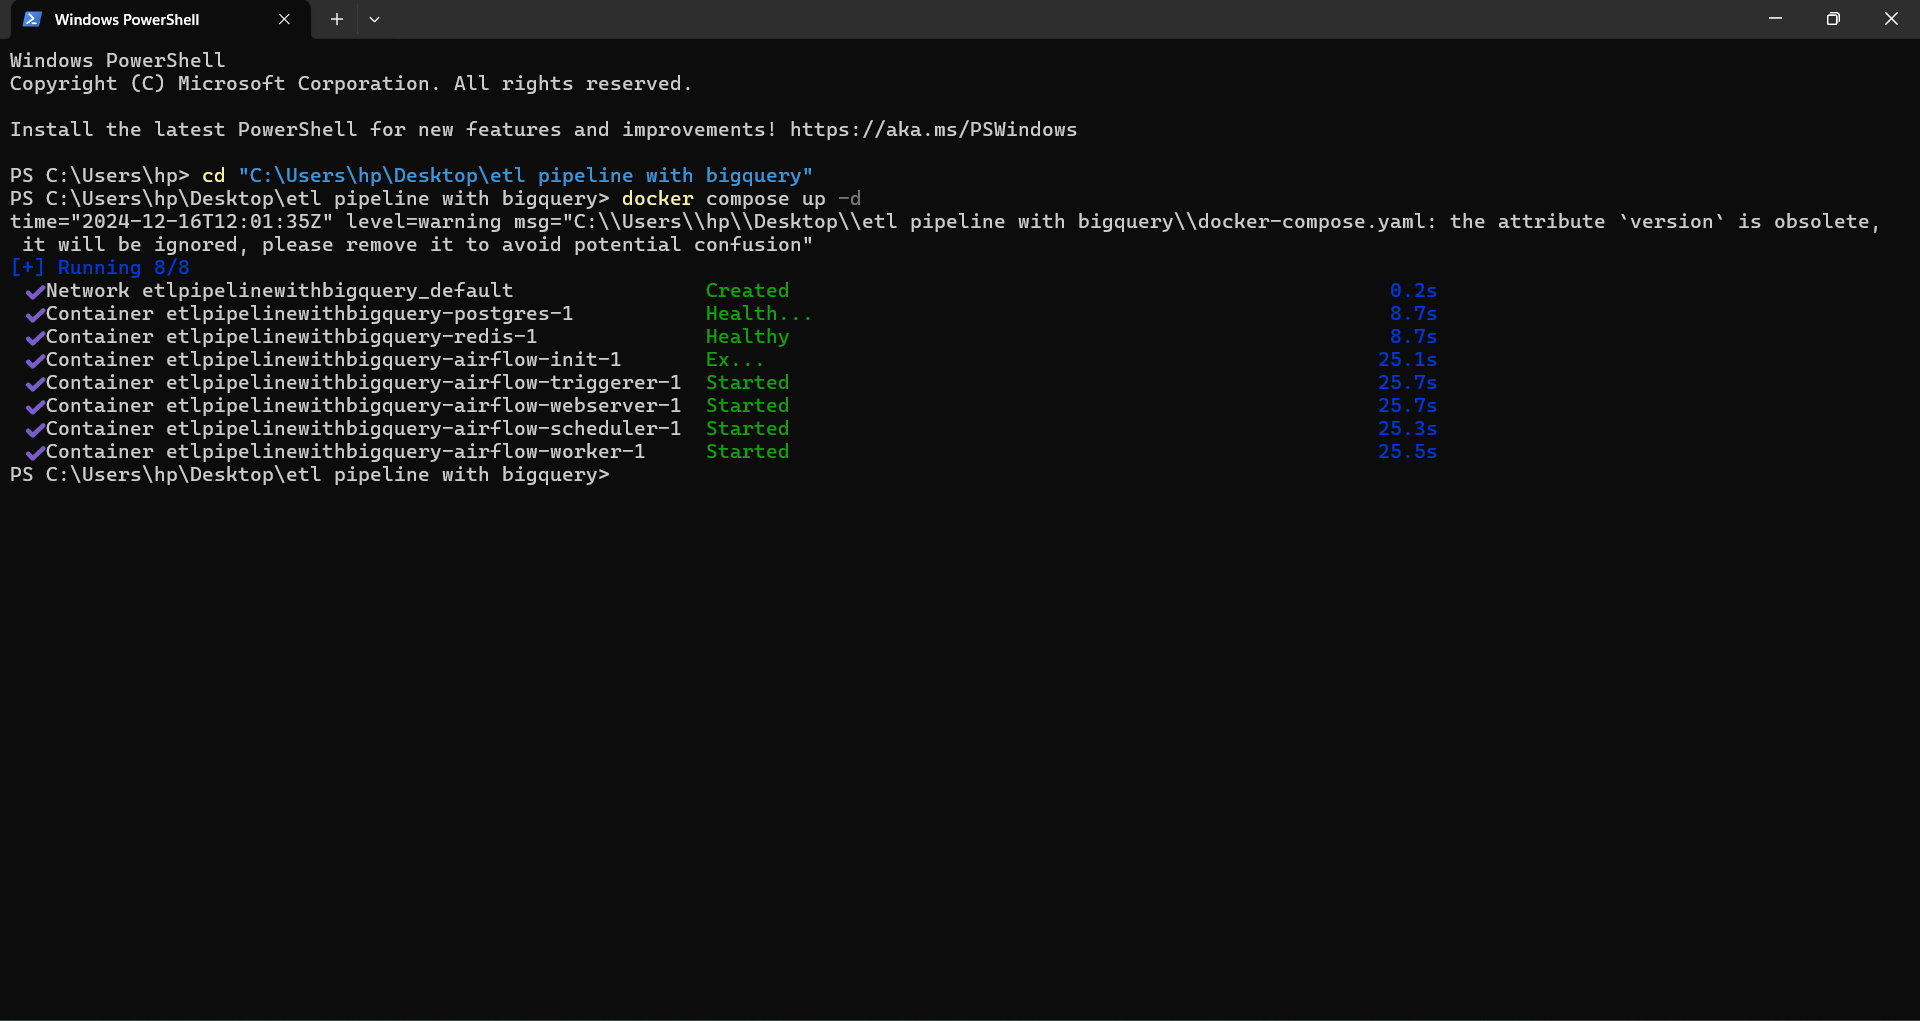 Windows PowerShell
Windows PowerShell
Copyright (C) Microsoft Corporation. All rights reserved.
Install the latest PowerShell for new features and improvements! https://aka.ms/PSWindows
PS C:\Users\hp> cd "C:\Users\hp\Desktop\etl pipeline with bigquery"
PS C:\Users\hp\Desktop\etl pipeline with bigquery> docker compose up -d
time="2024-12-16T12:01:35Z" level=warning msg="C:\\Users\\hp\\Desktop\\etl pipeline with bigquery\\docker-compose.yaml: the attribute `version` is obsolete,
it will be ignored, please remove it to avoid potential confusion"
[+] Running 8/8
✔Network etlpipelinewithbigquery_default Created 0.2s
✔Container etlpipelinewithbigquery-postgres-1 Health... 8.7s
✔Container etlpipelinewithbigquery-redis-1 Healthy 8.7s
✔Container etlpipelinewithbigquery-airflow-init-1 Ex... 25.1s
✔Container etlpipelinewithbigquery-airflow-triggerer-1 Started 25.7s
✔Container etlpipelinewithbigquery-airflow-webserver-1 Started 25.7s
✔Container etlpipelinewithbigquery-airflow-scheduler-1 Started 25.3s
✔Container etlpipelinewithbigquery-airflow-worker-1 Started 25.5s
PS C:\Users\hp\Desktop\etl pipeline with bigquery>